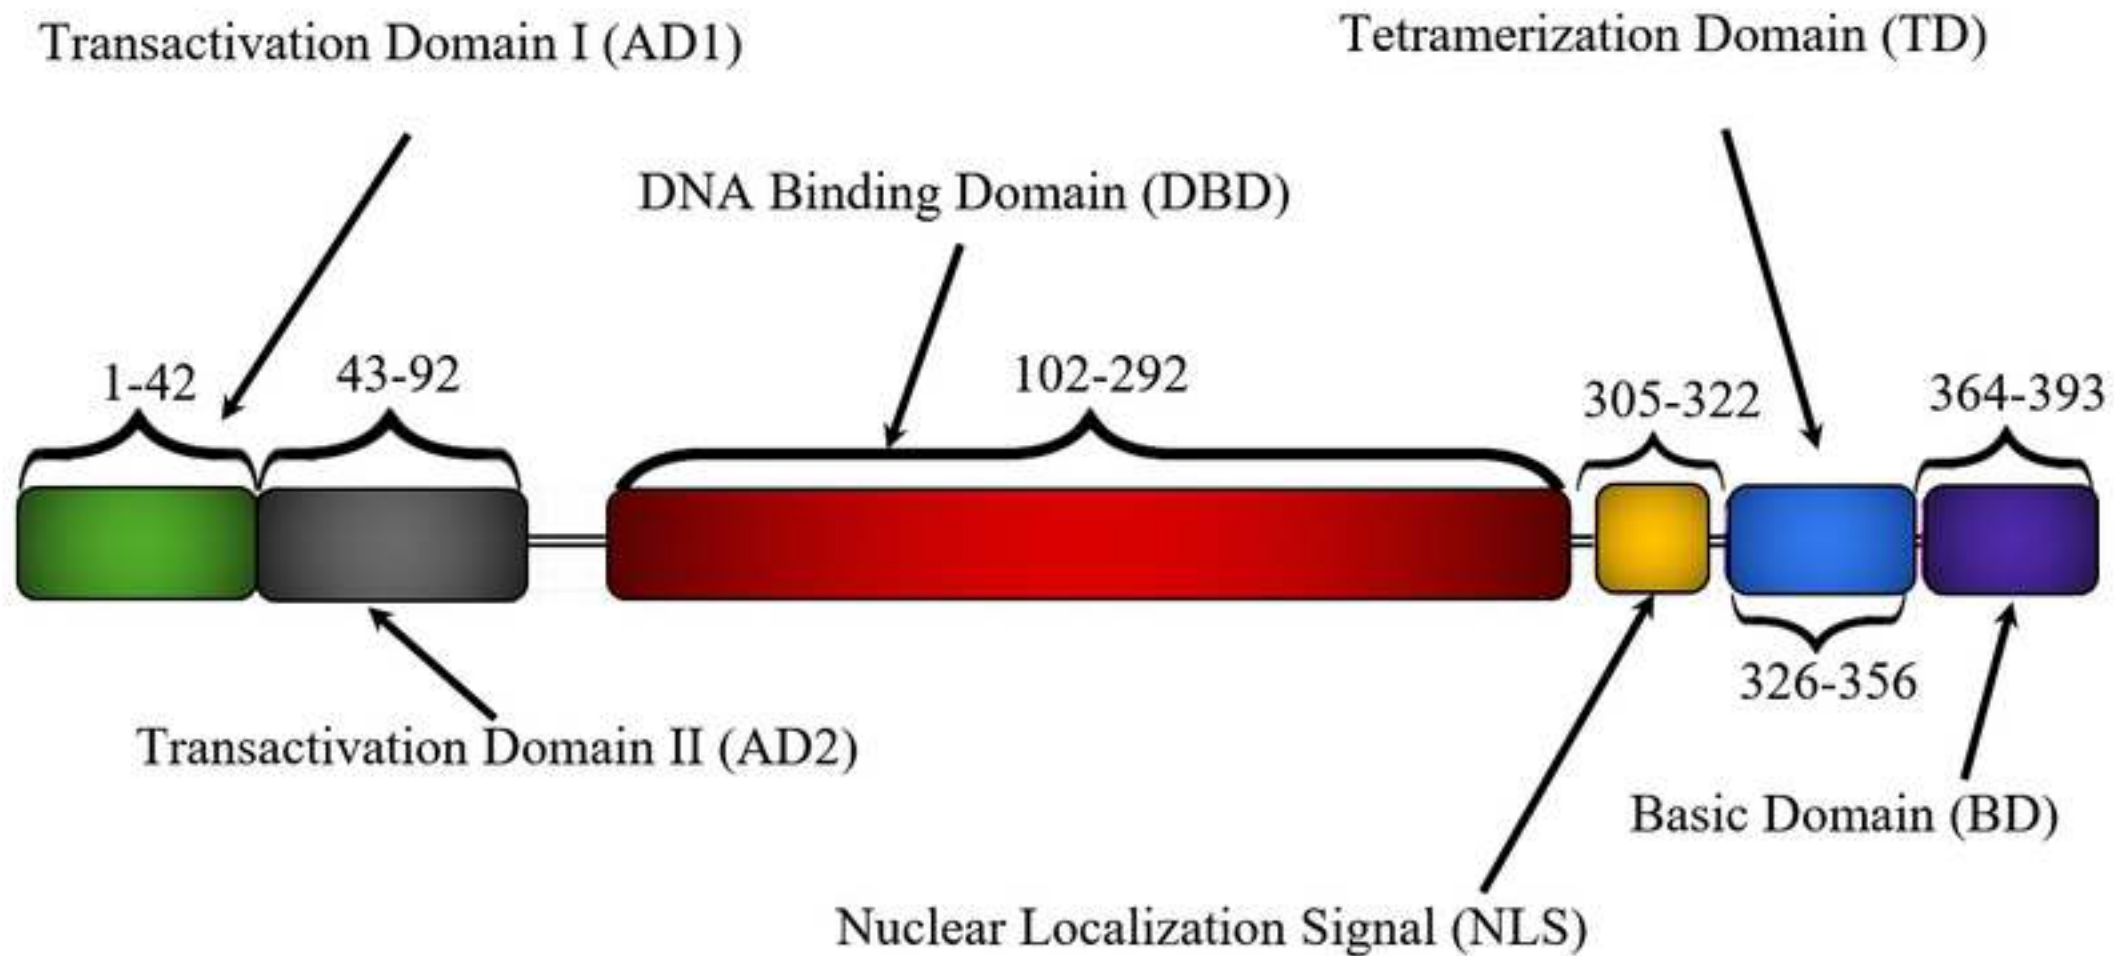 Transactivation Domain I (AD1)
Tetramerization Domain (TD)
DNA Binding Domain (DBD)
1-42
43-92
102-292
305-322
364-393
326-356
Transactivation Domain II (AD2)
Basic Domain (BD)
Nuclear Localization Signal (NLS)